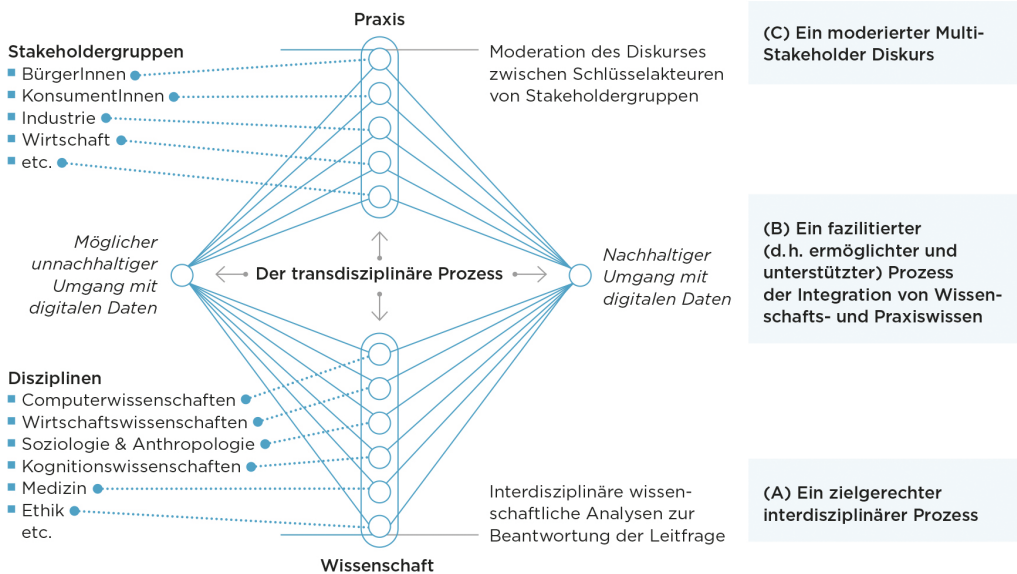 Praxis
Stakeholdergruppen
BürgerInnen
KonsumentInnen
Industrie
Wirtschaft
etc.
Moderation des Diskurses
zwischen Schlüsselakteuren
von Stakeholdergruppen
(C) Ein moderierter Multi-
Stakeholder Diskurs
Möglicher
unnachhaltiger
Umgang mit
digitalen Daten
Der transdisziplinäre Prozess
Nachhaltiger
Umgang mit
digitalen Daten
(B) Ein fazilitierter
(d. h. ermöglichter und
unterstützter) Prozess
der Integration von Wissen-
schafts- und Praxiswissen
Disziplinen
Computerwissenschaften
Wirtschaftswissenschaften
Soziologie & Anthropologie
Kognitionswissenschaften
Medizin
Ethik
etc.
Interdisziplinäre wissen-
schaftliche Analysen zur
Beantwortung der Leitfrage
(A) Ein zielgerechter
interdisziplinärer Prozess
Wissenschaft